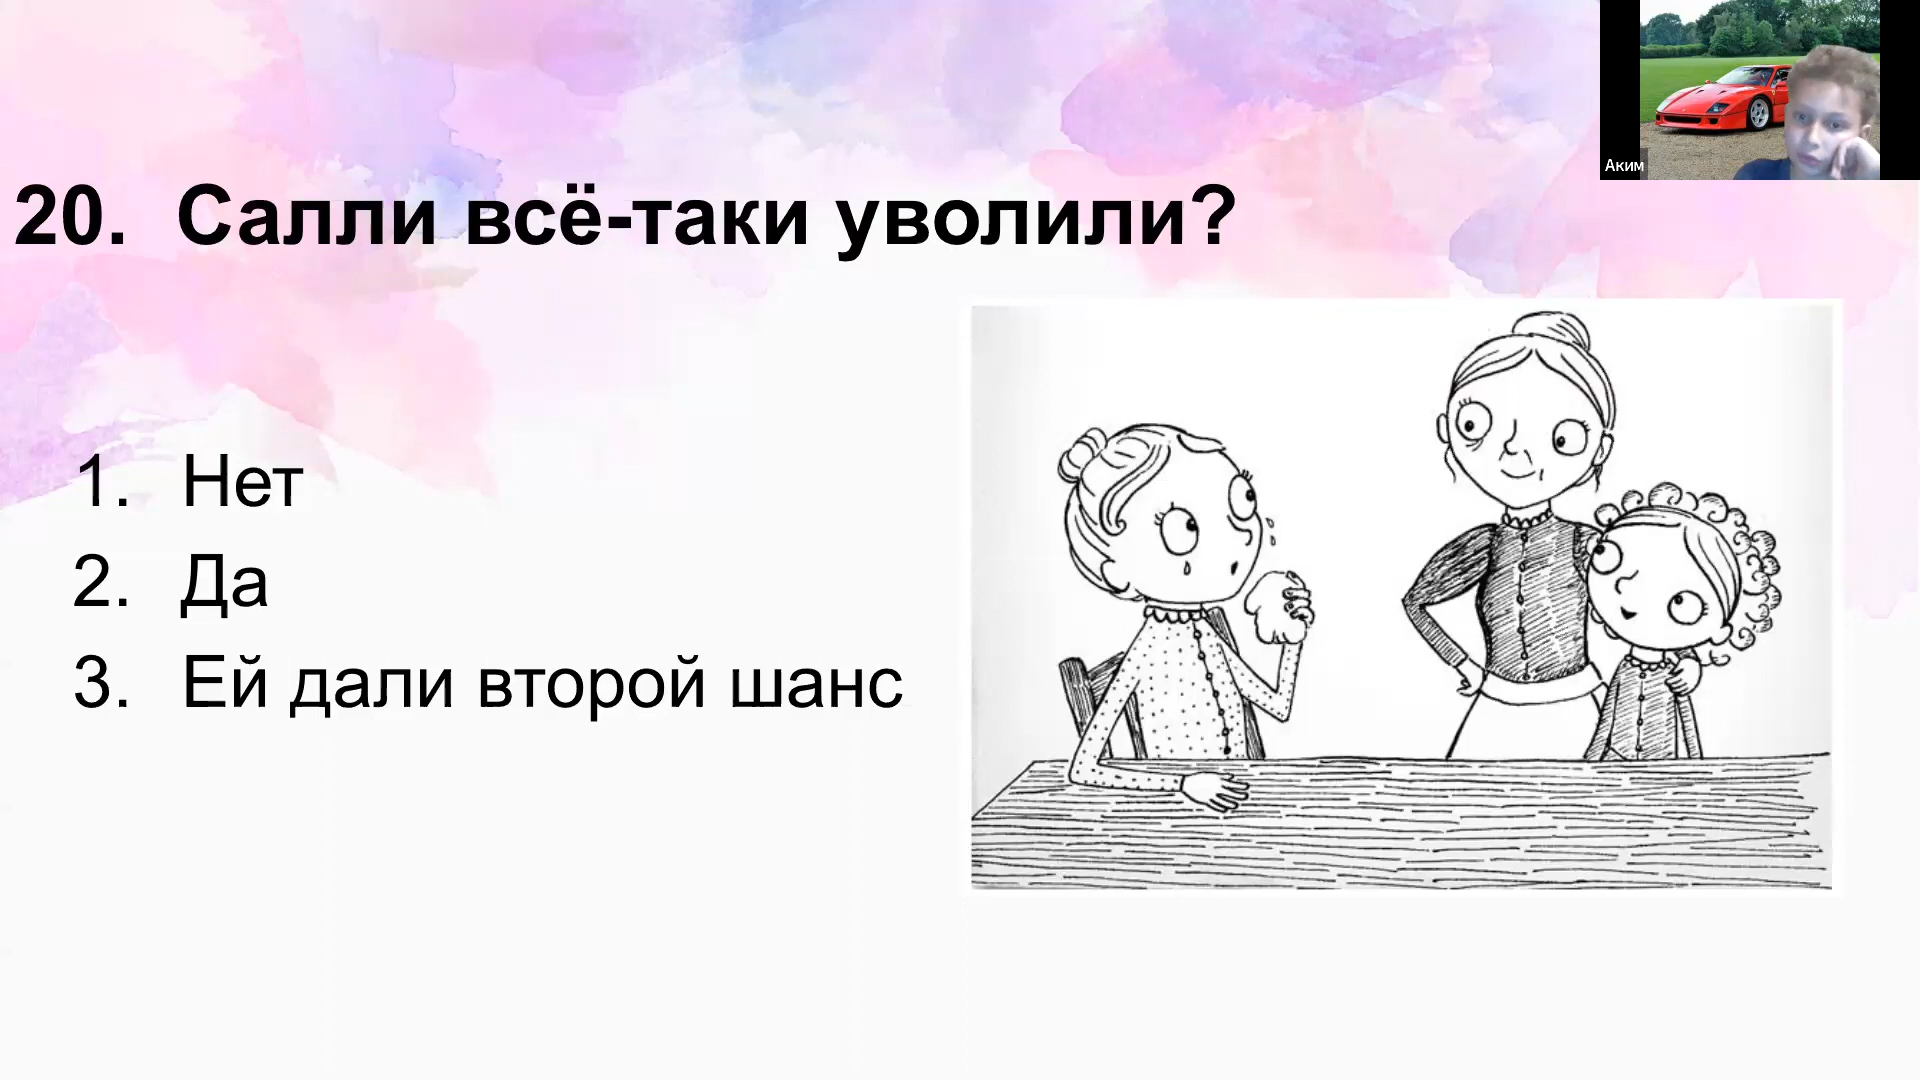 Аким
20. Салли всё-таки уволили?
1. Нет
2. Да
3. Ей дали второй шанс